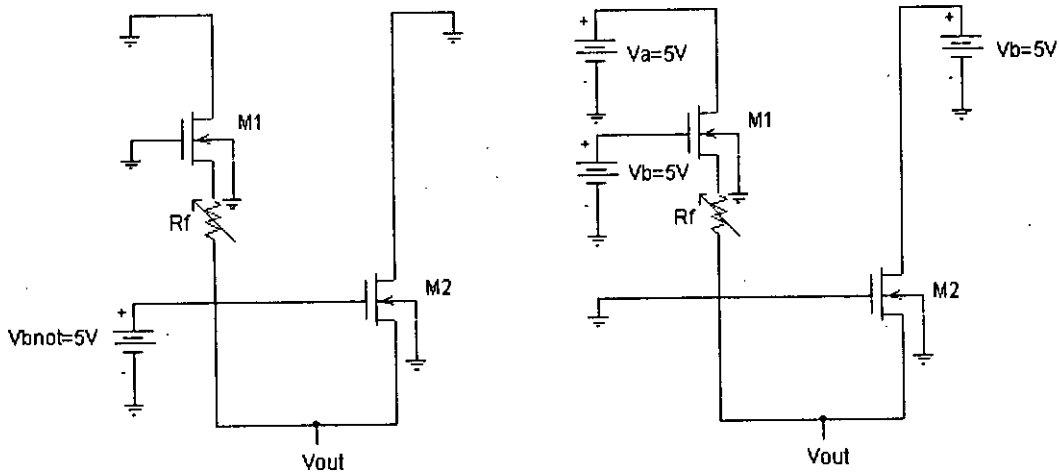 M1
Rf
M2
Vbnot=5V
+
Vout
+
Va=5V
+
Vb=5V
M1
+
Vb=5V
Rf
M2
Vout